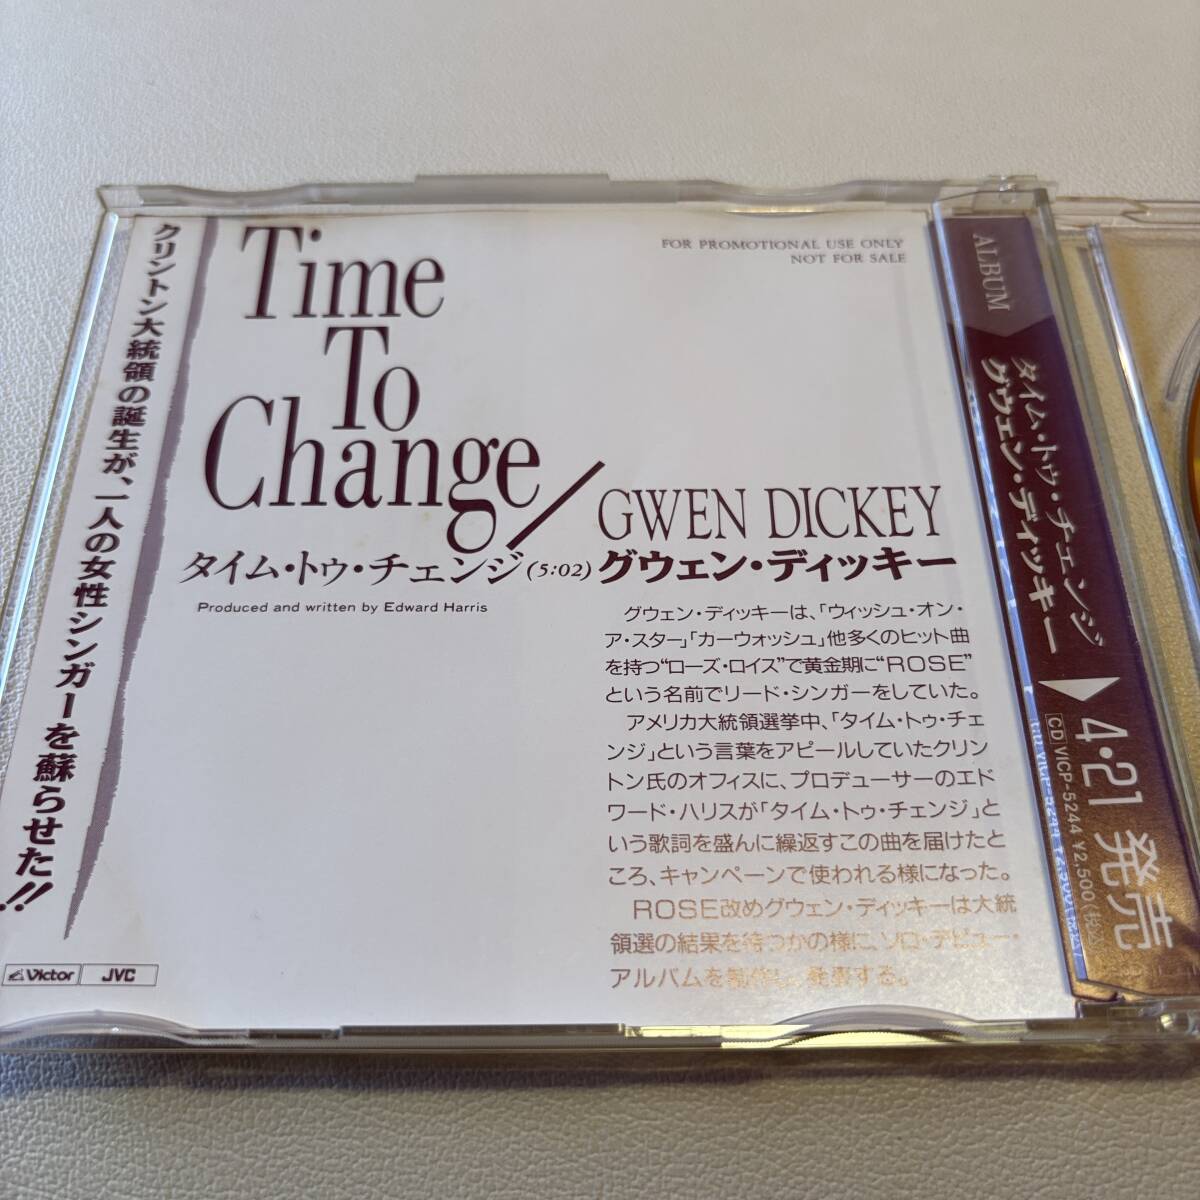 クリントン大統領の誕生が、一人の女性シンガーを蘇らせた!!
Victor JVC
Time
To
Change/GWEN DICKEY
タイム・トゥ・チェンジ(5:02)グウェン・ディッキー
Produced and written by Edward Harris
FOR PROMOTIONAL USE ONLY
NOT FOR SALE
グウェン・ディッキーは、「ウィッシュ・オン・
ア・スター」「カーウォッシュ」他多くのヒット曲
を持つ“ローズ・ロイス”で黄金期に“ROSE”
という名前でリード・シンガーをしていた。
アメリカ大統領選挙中、「タイム・トゥ・チェ
ンジ」という言葉をアピールしていたクリン
トン氏のオフィスに、プロデューサーのエド
ワード・ハリスが「タイム・トゥ・チェンジ」と
いう歌詞を盛んに繰返すこの曲を届けたと
ころ、キャンペーンで使われる様になった。
ROSE改めグウェン・ディッキーは大統
領選の結果を待つかの様に、ソロ・デビュー・
アルバムを制作し、発表する。
ALBUM
タイム・トゥ・チェンジ
グウェン・ディッキー
4・21発売
CD VICP-5244 ¥2,500(税込)